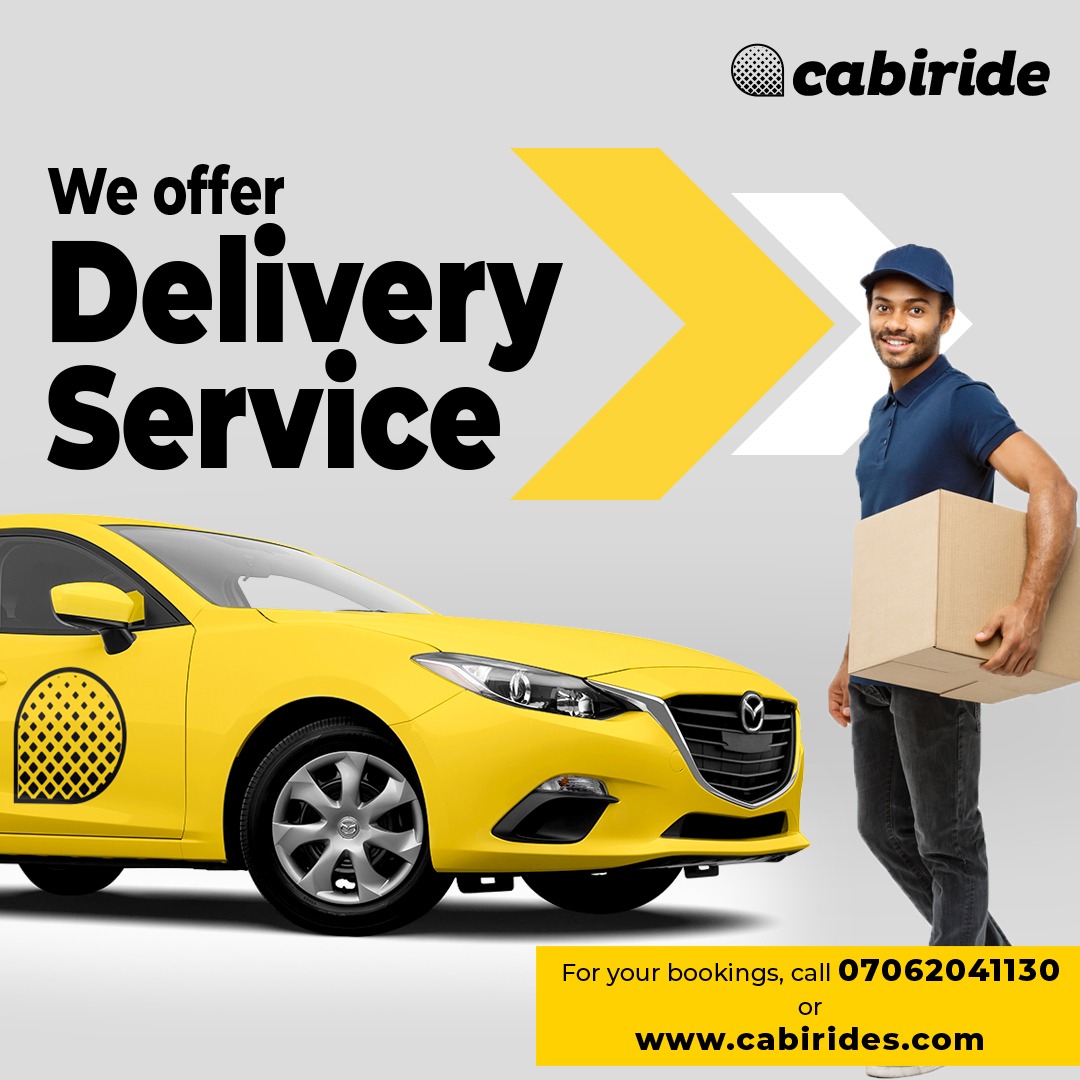 cabiride
We offer
Delivery
Service
For your bookings, call 07062041130
or
www.cabirides.com